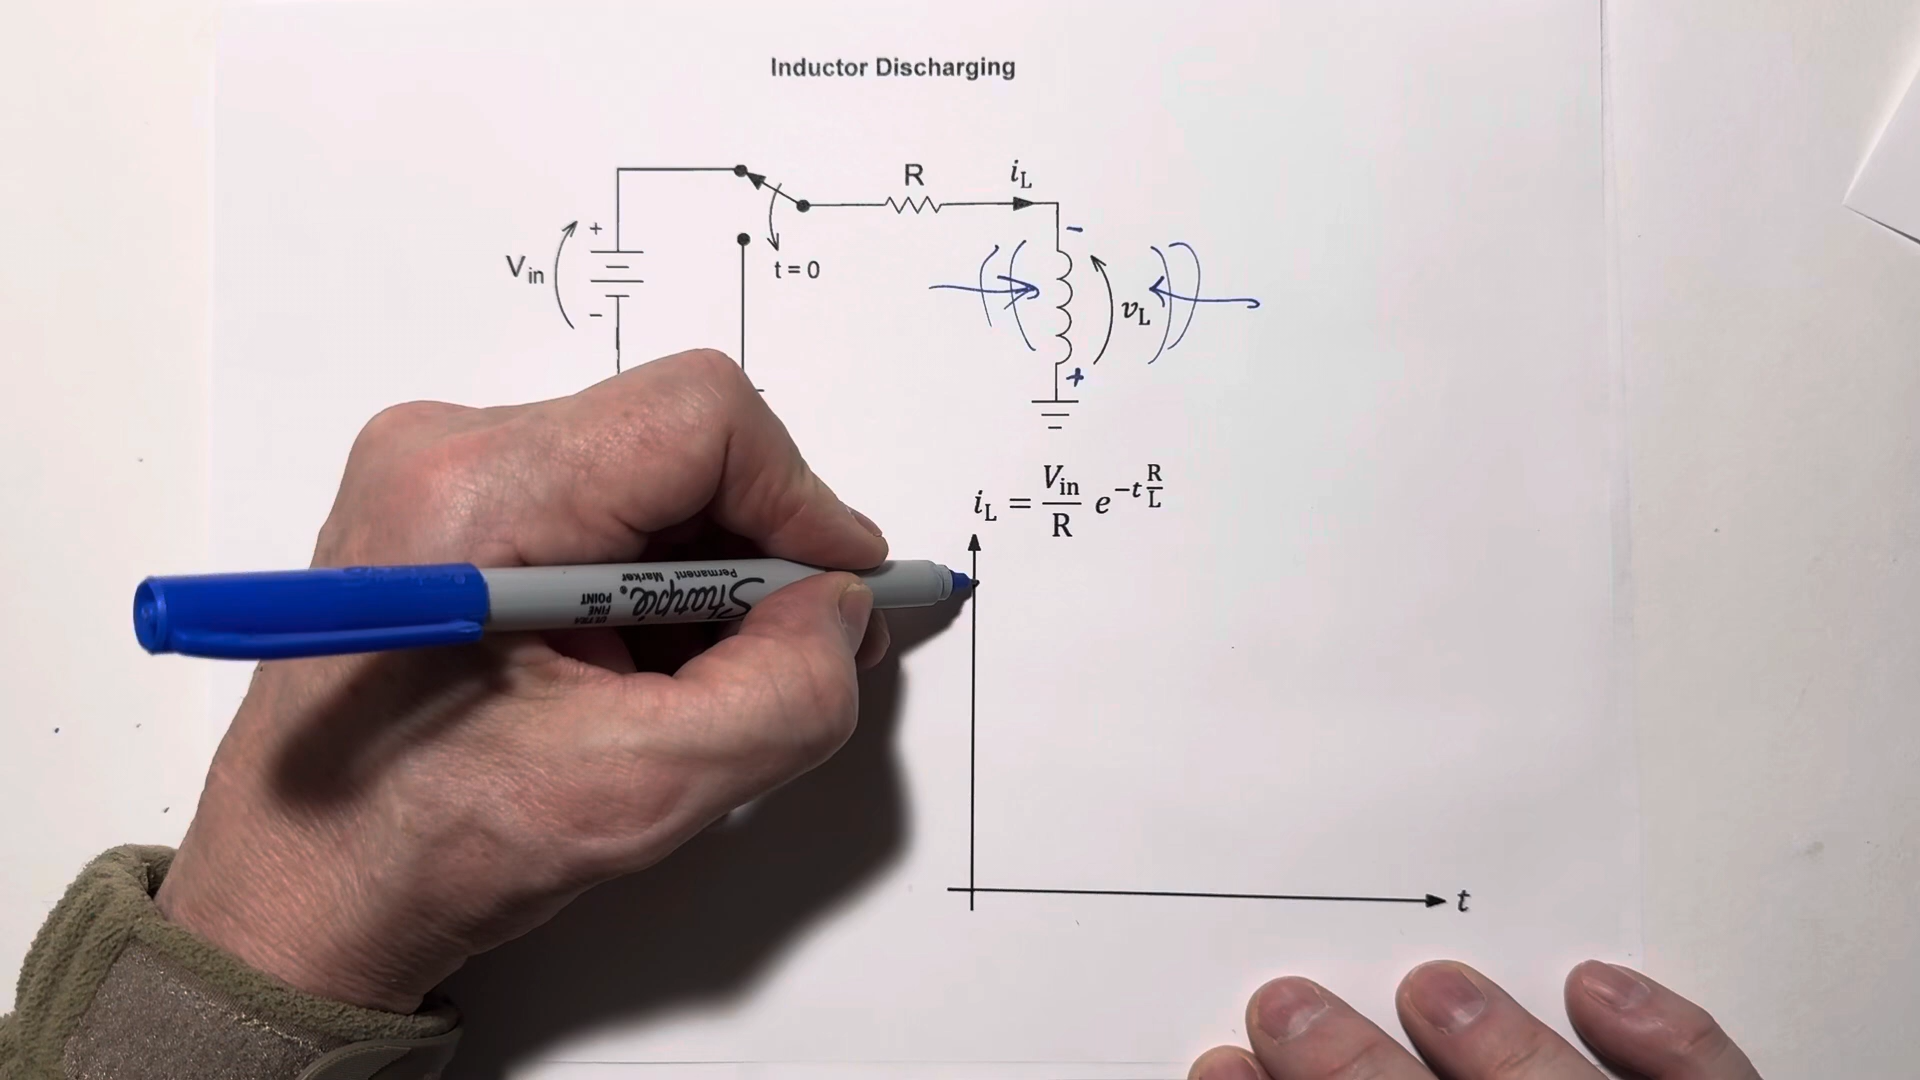 Inductor Discharging
R
i_L
+
V_in
−
t = 0
-
v_L
+
i_L = V_in/R e^(−t R/L)
Sharpie®
Permanent
Marker
FINE
POINT
t